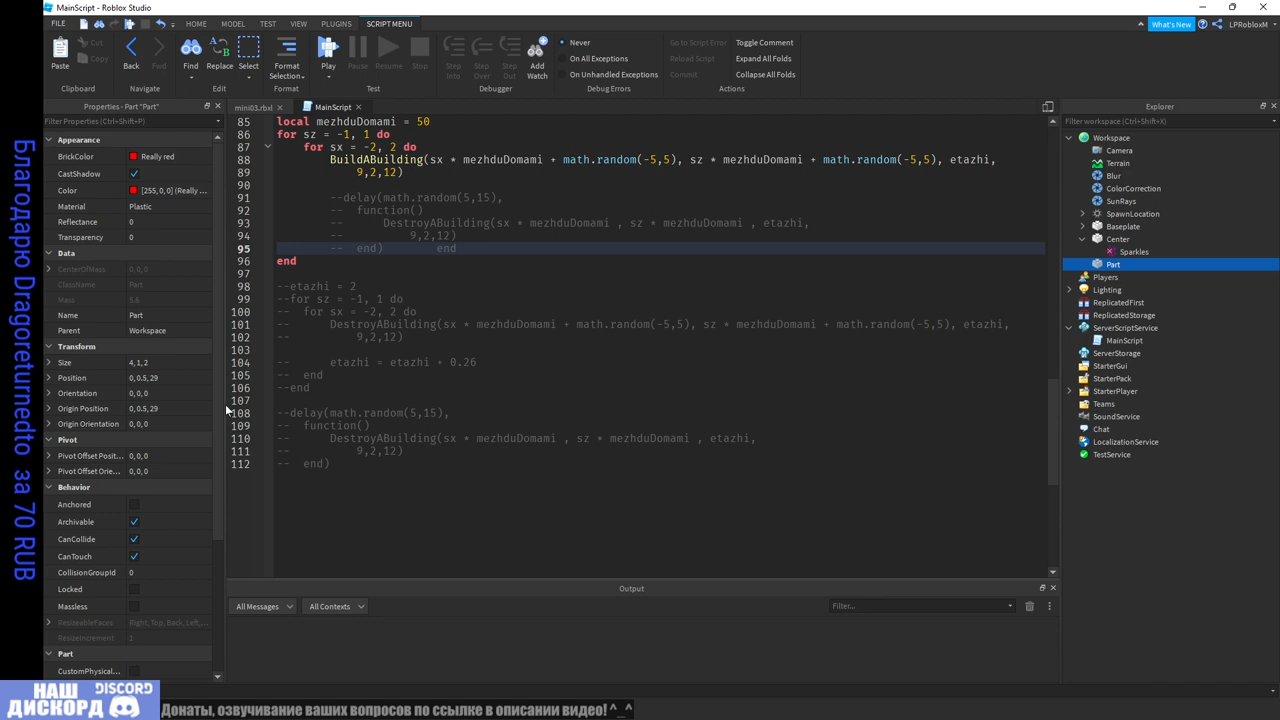 MainScript - Roblox Studio
FILE HOME MODEL TEST VIEW PLUGINS SCRIPT MENU What's New LPRobloxM
Paste Cut Copy Back Fwd Find Replace Select Format Selection Play Pause Resume Stop Step Into Step Over Step Out Add Watch
Never
On All Exceptions
On Unhandled Exceptions
Go to Script Error
Reload Script
Commit
Toggle Comment
Expand All Folds
Collapse All Folds
Clipboard Navigate Edit Format Test Debugger Debug Errors Actions
Properties - Part "Part"
Filter Properties (Ctrl+Shift+P)
Appearance
BrickColor Really red
CastShadow
Color [255, 0, 0] (Really ...
Material Plastic
Reflectance 0
Transparency 0
Data
CenterOfMass 0, 0, 0
ClassName Part
Mass 5.6
Name Part
Parent Workspace
Transform
Size 4, 1, 2
Position 0, 0.5, 29
Orientation 0, 0, 0
Origin Position 0, 0.5, 29
Origin Orientation 0, 0, 0
Pivot
Pivot Offset Posit... 0, 0, 0
Pivot Offset Orie... 0, 0, 0
Behavior
Anchored
Archivable
CanCollide
CanTouch
CollisionGroupId 0
Locked
Massless
ResizeableFaces Right, Top, Back, Left,...
ResizeIncrement 1
Part
CustomPhysical...
mini03.rbxl
MainScript
85 local mezhduDomami = 50
86 for sz = -1, 1 do
87 for sx = -2, 2 do
88 BuildABuilding(sx * mezhduDomami + math.random(-5,5), sz * mezhduDomami + math.random(-5,5), etazhi,
89 9,2,12)
90
91 --delay(math.random(5,15),
92 -- function()
93 -- DestroyABuilding(sx * mezhduDomami , sz * mezhduDomami , etazhi,
94 -- 9,2,12)
95 -- end) end
96 end
97
98 --etazhi = 2
99 --for sz = -1, 1 do
100 -- for sx = -2, 2 do
101 -- DestroyABuilding(sx * mezhduDomami + math.random(-5,5), sz * mezhduDomami + math.random(-5,5), etazhi,
102 -- 9,2,12)
103
104 -- etazhi = etazhi + 0.26
105 -- end
106 --end
107
108 --delay(math.random(5,15),
109 -- function()
110 -- DestroyABuilding(sx * mezhduDomami , sz * mezhduDomami , etazhi,
111 -- 9,2,12)
112 -- end)
Output
All Messages All Contexts Filter...
Explorer
Filter workspace (Ctrl+Shift+X)
Workspace
Camera
Terrain
Blur
ColorCorrection
SunRays
SpawnLocation
Baseplate
Center
Sparkles
Part
Players
Lighting
ReplicatedFirst
ReplicatedStorage
ServerScriptService
MainScript
ServerStorage
StarterGui
StarterPack
StarterPlayer
Teams
SoundService
Chat
LocalizationService
TestService
Благодарю Dragoreturnedто за 70 RUB
НАШ DISCORD
ДИСКОРД
Донаты, озвучивание ваших вопросов по ссылке в описании видео! ^_^